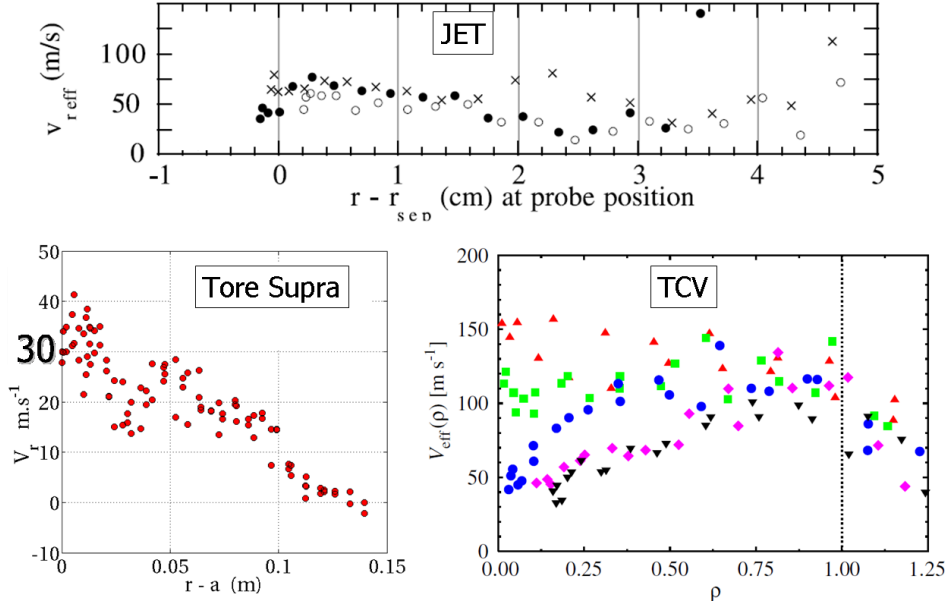 JET
v r eff (m/s)
100
50
0
-1 0 1 2 3 4 5
r - r sep (cm) at probe position
Tore Supra
V r m.s-1
50
40
30
20
10
0
-10
0 0.05 0.1 0.15
r - a (m)
TCV
Veff(ρ) [m s-1]
200
150
100
50
0
0.00 0.25 0.50 0.75 1.00 1.25
ρ